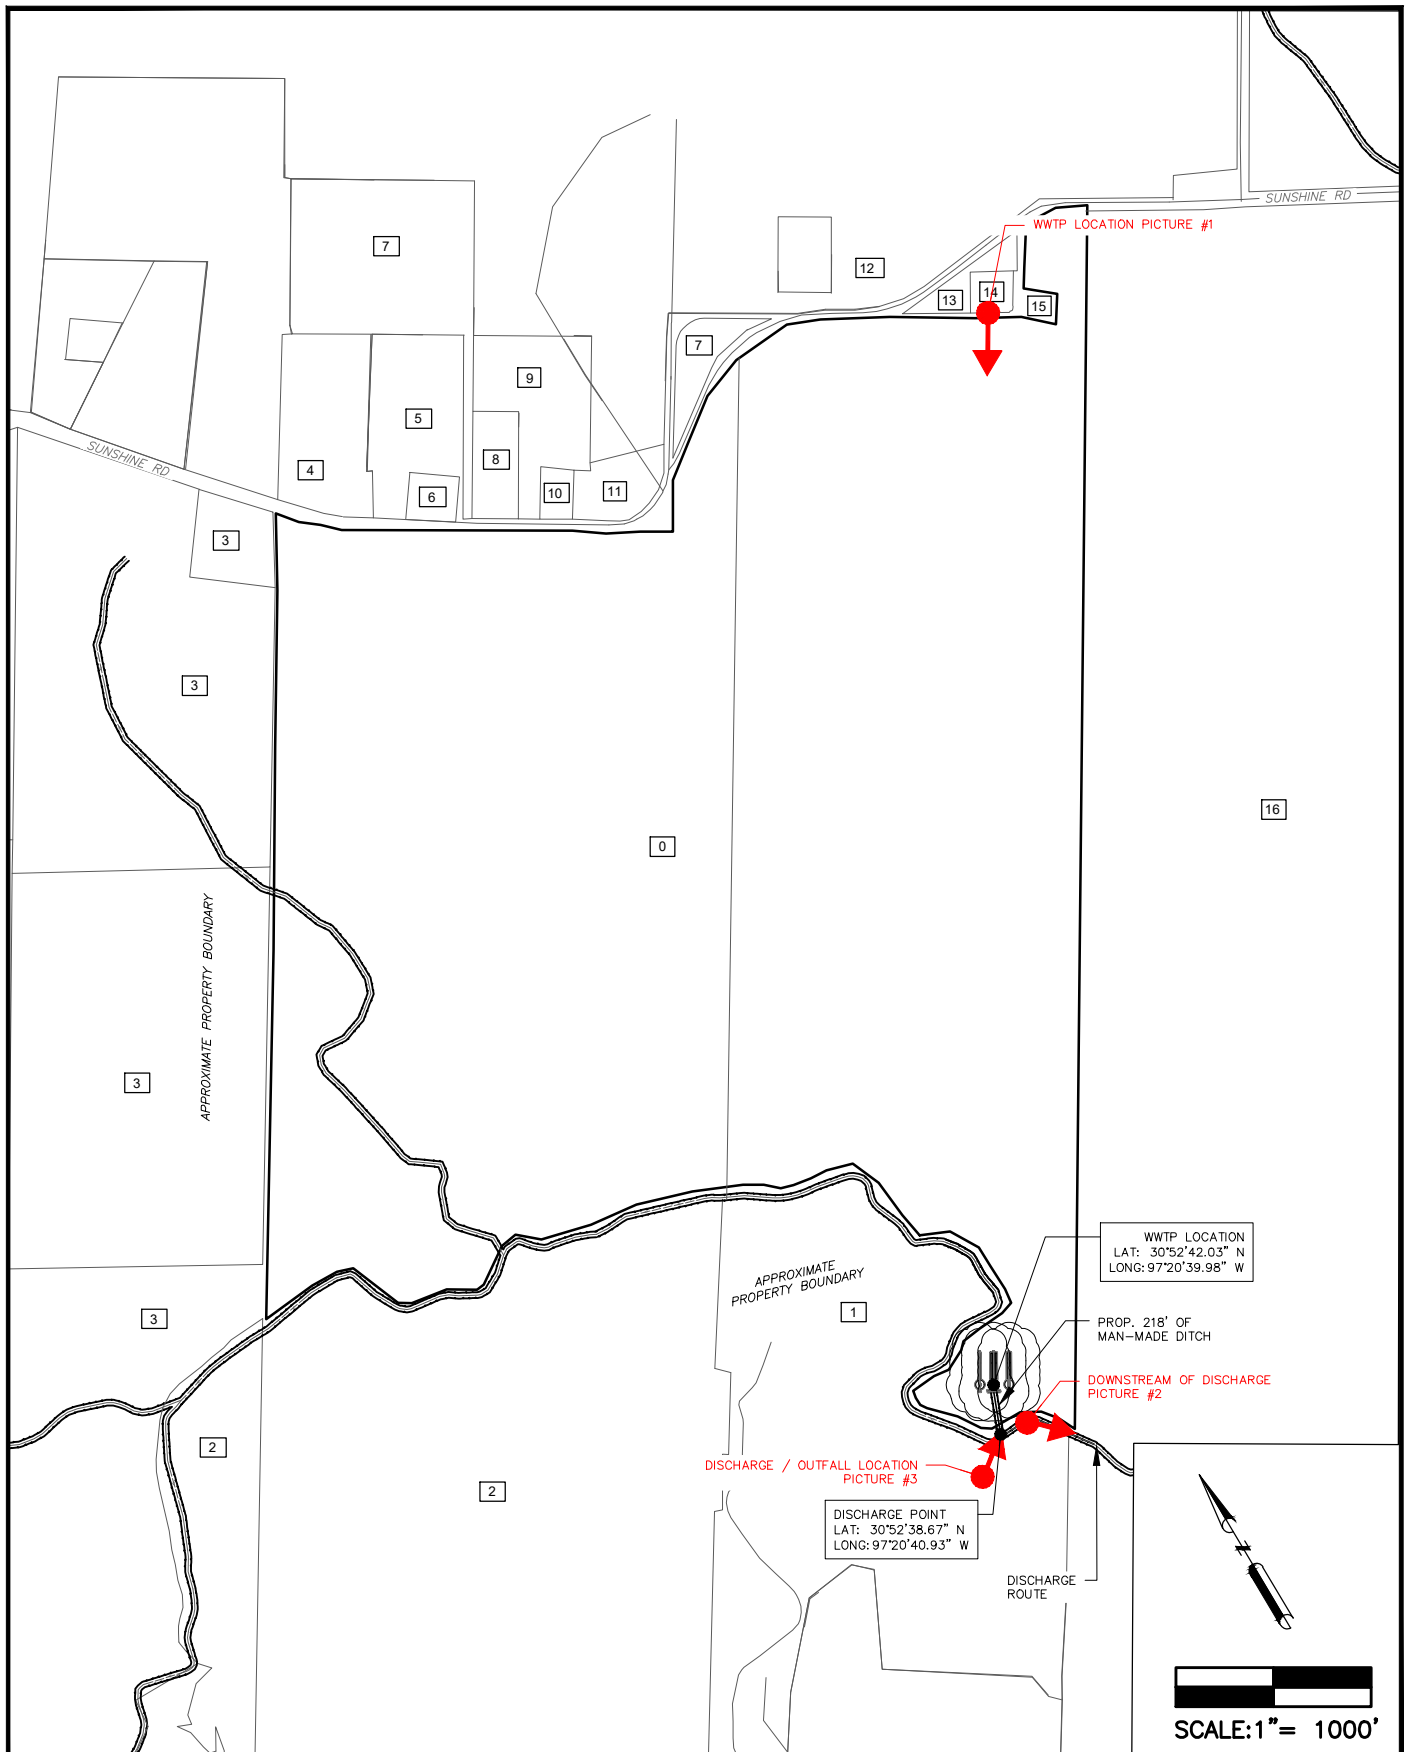 SUNSHINE RD
WWTP LOCATION PICTURE #1
7
12
14
13
15
7
9
5
SUNSHINE RD
4
8
6
10
11
3
3
16
0
APPROXIMATE PROPERTY BOUNDARY
3
WWTP LOCATION
LAT: 30°52'42.03" N
LONG: 97°20'39.98" W
APPROXIMATE
PROPERTY BOUNDARY
1
3
PROP. 218' OF
MAN-MADE DITCH
DOWNSTREAM OF DISCHARGE
PICTURE #2
2
DISCHARGE / OUTFALL LOCATION
PICTURE #3
2
DISCHARGE POINT
LAT: 30°52'38.67" N
LONG: 97°20'40.93" W
N
DISCHARGE
ROUTE
SCALE:1"= 1000'